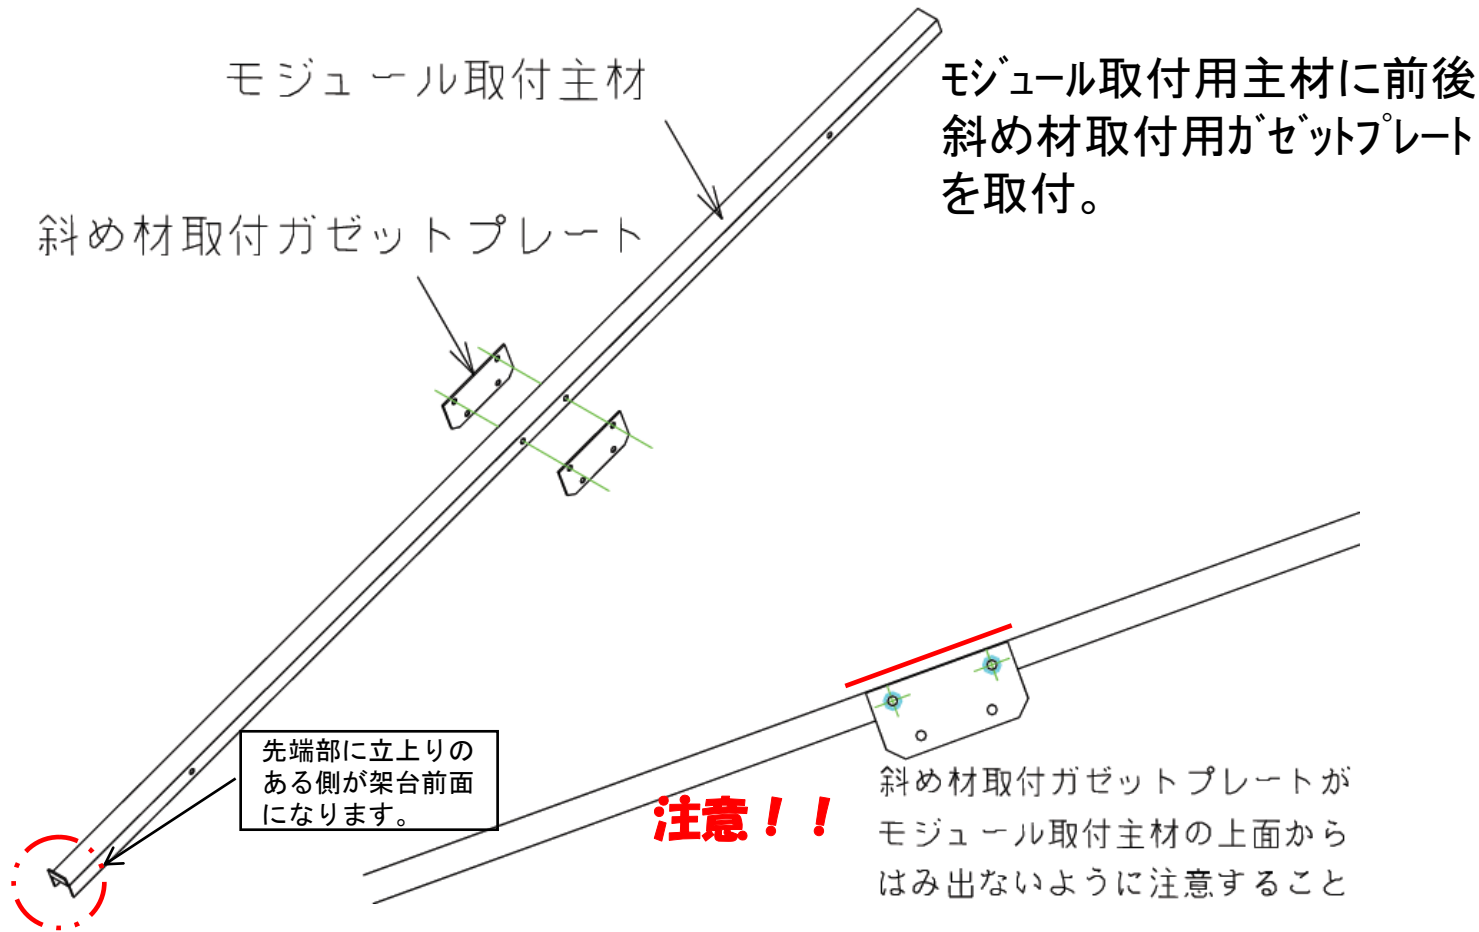 モジュール取付主材
ﾓｼﾞｭｰﾙ取付用主材に前後
斜め材取付用ｶﾞｾﾞｯﾄﾌﾟﾚｰﾄ
を取付。
斜め材取付ガゼットプレート
先端部に立上りの
ある側が架台前面
になります。
注意！！
斜め材取付ガゼットプレートが
モジュール取付主材の上面から
はみ出ないように注意すること